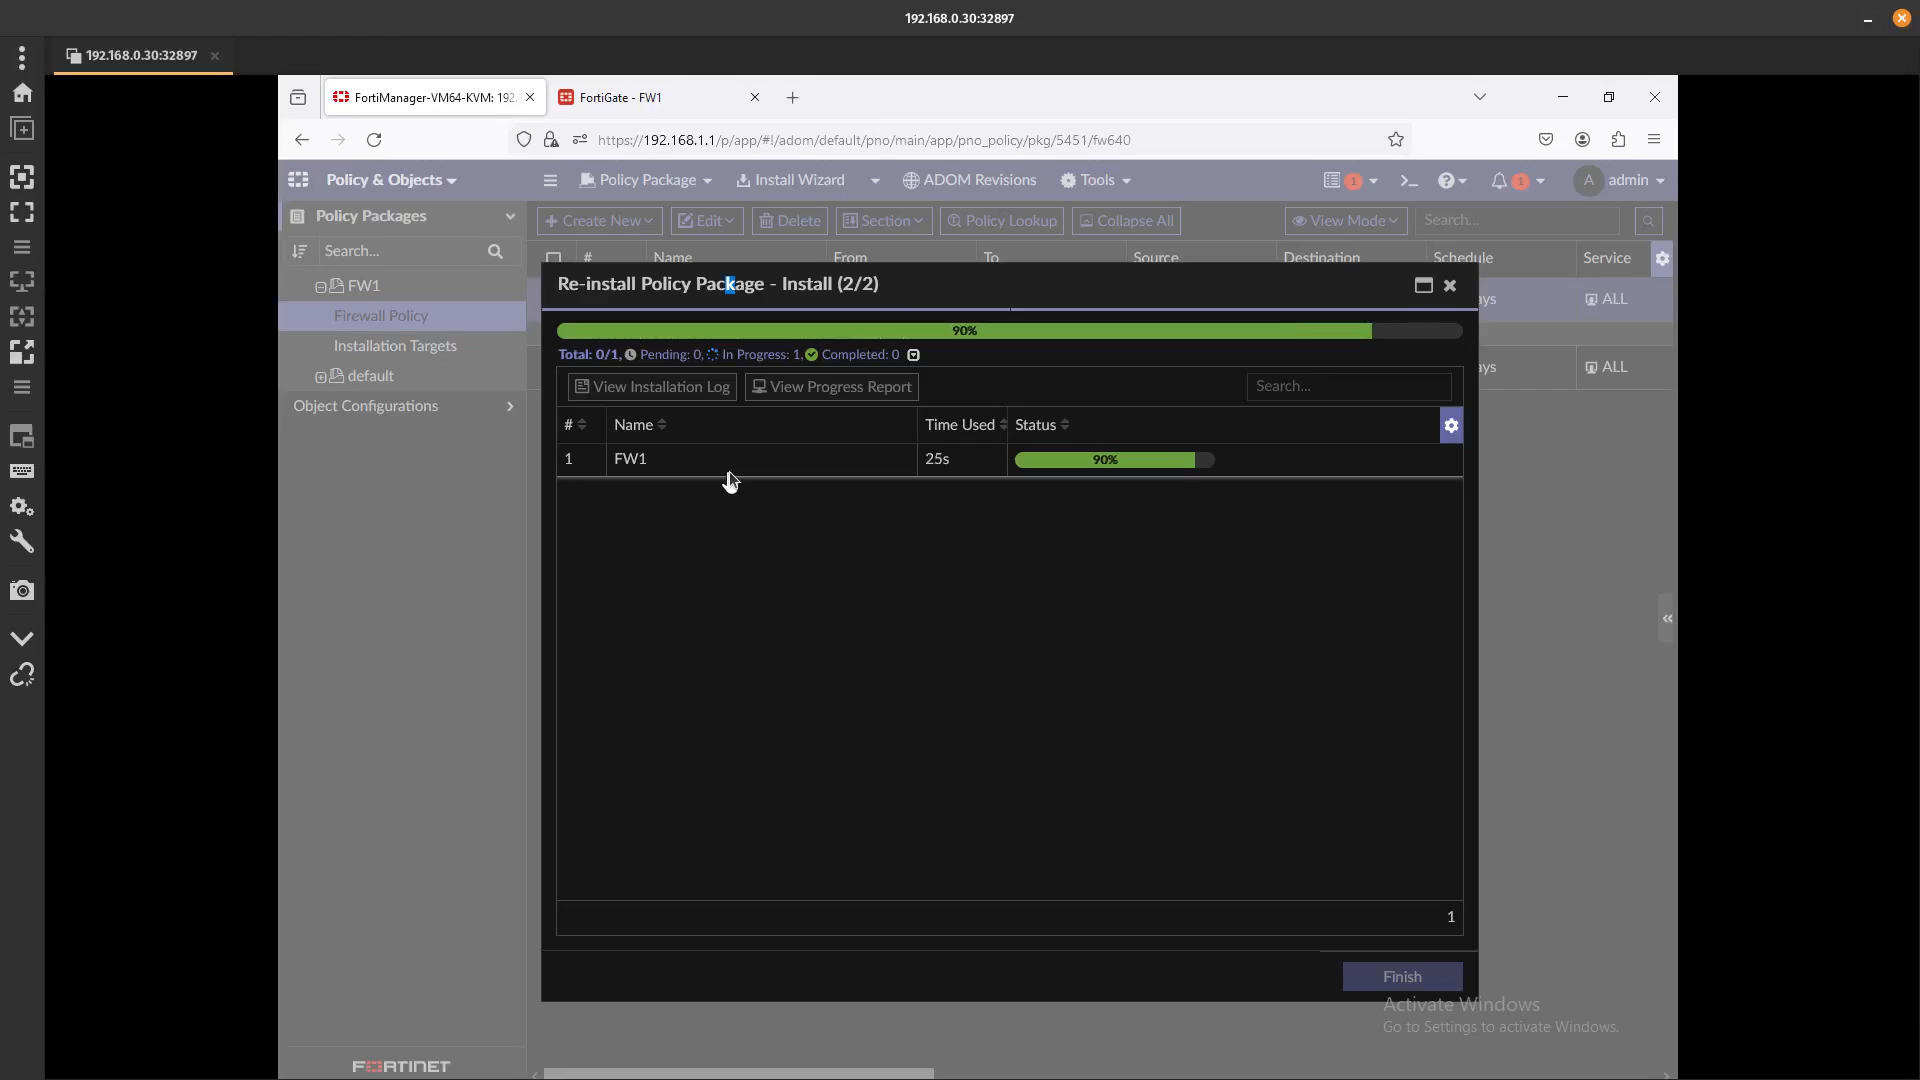 192.168.0.30:32897
192.168.0.30:32897
FortiManager-VM64-KVM: 192.1
FortiGate - FW1
https://192.168.1.1/p/app/#!/adom/default/pno/main/app/pno_policy/pkg/5451/fw640
Policy & Objects
Policy Package
Install Wizard
ADOM Revisions
Tools
1
1
A
admin
Policy Packages
Create New
Edit
Delete
Section
Policy Lookup
Collapse All
View Mode
Search...
Search...
# Name From To Source Destination Schedule Service
FW1
Firewall Policy
Installation Targets
default
Object Configurations
Re-install Policy Package - Install (2/2)
ays ALL
90%
Total: 0/1, Pending: 0, In Progress: 1, Completed: 0
ays ALL
View Installation Log
View Progress Report
Search...
# Name Time Used Status
1 FW1 25s 90%
1
Finish
Activate Windows
Go to Settings to activate Windows.
FORTINET